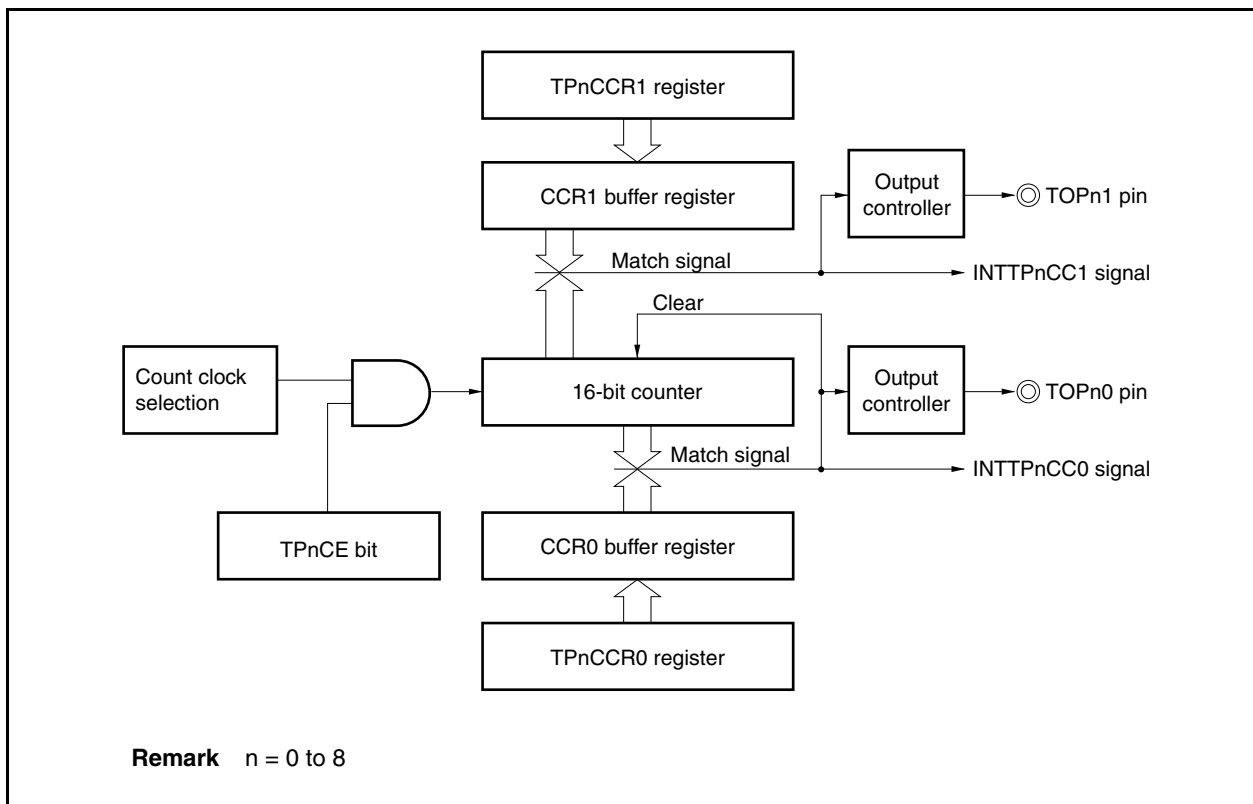 TPnCCR1 register
CCR1 buffer register
Output
controller
TOPn1 pin
Match signal
INTTPnCC1 signal
Clear
Count clock
selection
16-bit counter
Output
controller
TOPn0 pin
Match signal
INTTPnCC0 signal
TPnCE bit
CCR0 buffer register
TPnCCR0 register
Remark n = 0 to 8